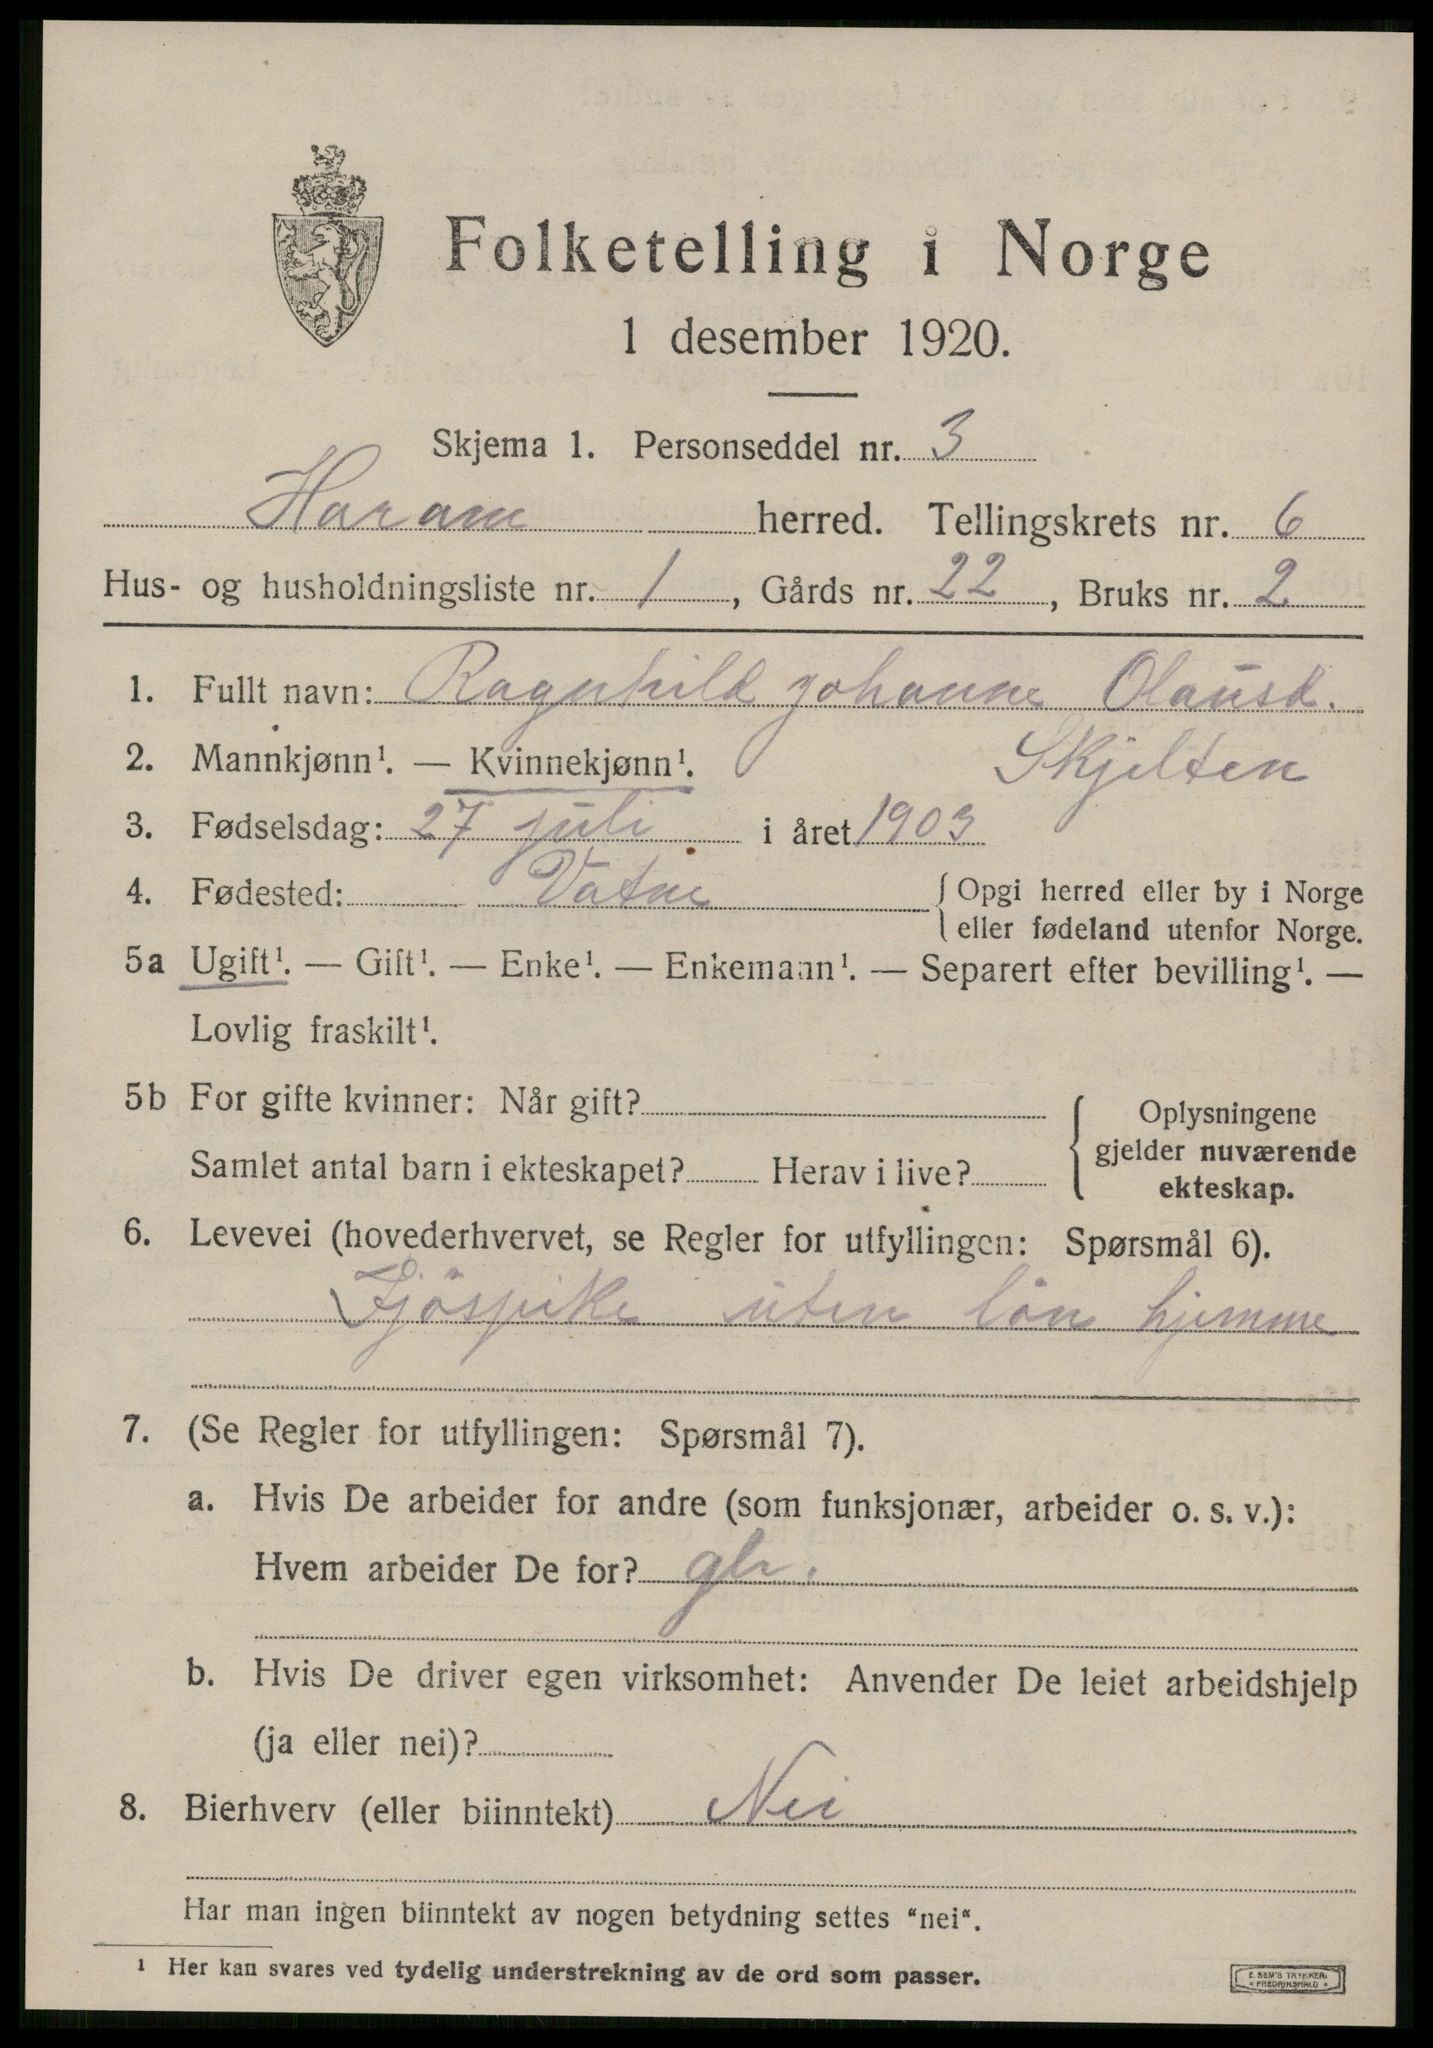 Folketelling i Norge
1 desember 1920.
Skjema 1. Personseddel nr. 3
Haram herred. Tellingskrets nr. 6
Hus- og husholdningsliste nr. 1, Gårds nr. 22, Bruks nr. 2
1. Fullt navn: Ragnhild Johanne Olausd.
Skjelten
2. Mannkjønn¹. — Kvinnekjønn¹.
3. Fødselsdag: 27 juli i året 1903
4. Fødested: Vatne { Opgi herred eller by i Norge
eller fødeland utenfor Norge.
5a Ugift¹. — Gift¹. — Enke¹. — Enkemann¹. — Separert efter bevilling¹. —
Lovlig fraskilt¹.
5b For gifte kvinner: Når gift?
Samlet antal barn i ekteskapet? Herav i live?
{ Oplysningene
gjelder nuværende
ekteskap.
6. Levevei (hovederhvervet, se Regler for utfyllingen: Spørsmål 6).
Fjöspike uten lön hjemme
7. (Se Regler for utfyllingen: Spørsmål 7).
a. Hvis De arbeider for andre (som funksjonær, arbeider o. s. v.):
Hvem arbeider De for?
b. Hvis De driver egen virksomhet: Anvender De leiet arbeidshjelp
(ja eller nei)?
8. Bierhverv (eller biinntekt) Nei
Har man ingen biinntekt av nogen betydning settes “nei“.
¹ Her kan svares ved tydelig understrekning av de ord som passer.
E. SEM'S TRYKKERI
FREDRIKSHALD